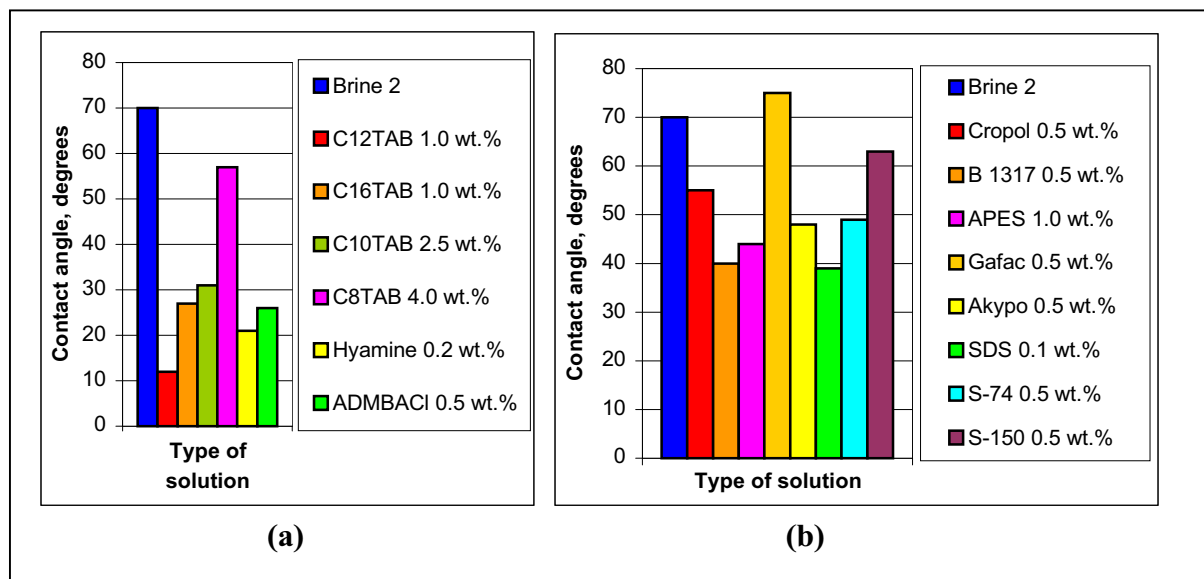 80
70
60
50
40
30
20
10
0
Contact angle, degrees
Type of
solution
Brine 2
C12TAB 1.0 wt.%
C16TAB 1.0 wt.%
C10TAB 2.5 wt.%
C8TAB 4.0 wt.%
Hyamine 0.2 wt.%
ADMBACl 0.5 wt.%
(a)
80
70
60
50
40
30
20
10
0
Contact angle, degrees
Type of solution
Brine 2
Cropol 0.5 wt.%
B 1317 0.5 wt.%
APES 1.0 wt.%
Gafac 0.5 wt.%
Akypo 0.5 wt.%
SDS 0.1 wt.%
S-74 0.5 wt.%
S-150 0.5 wt.%
(b)